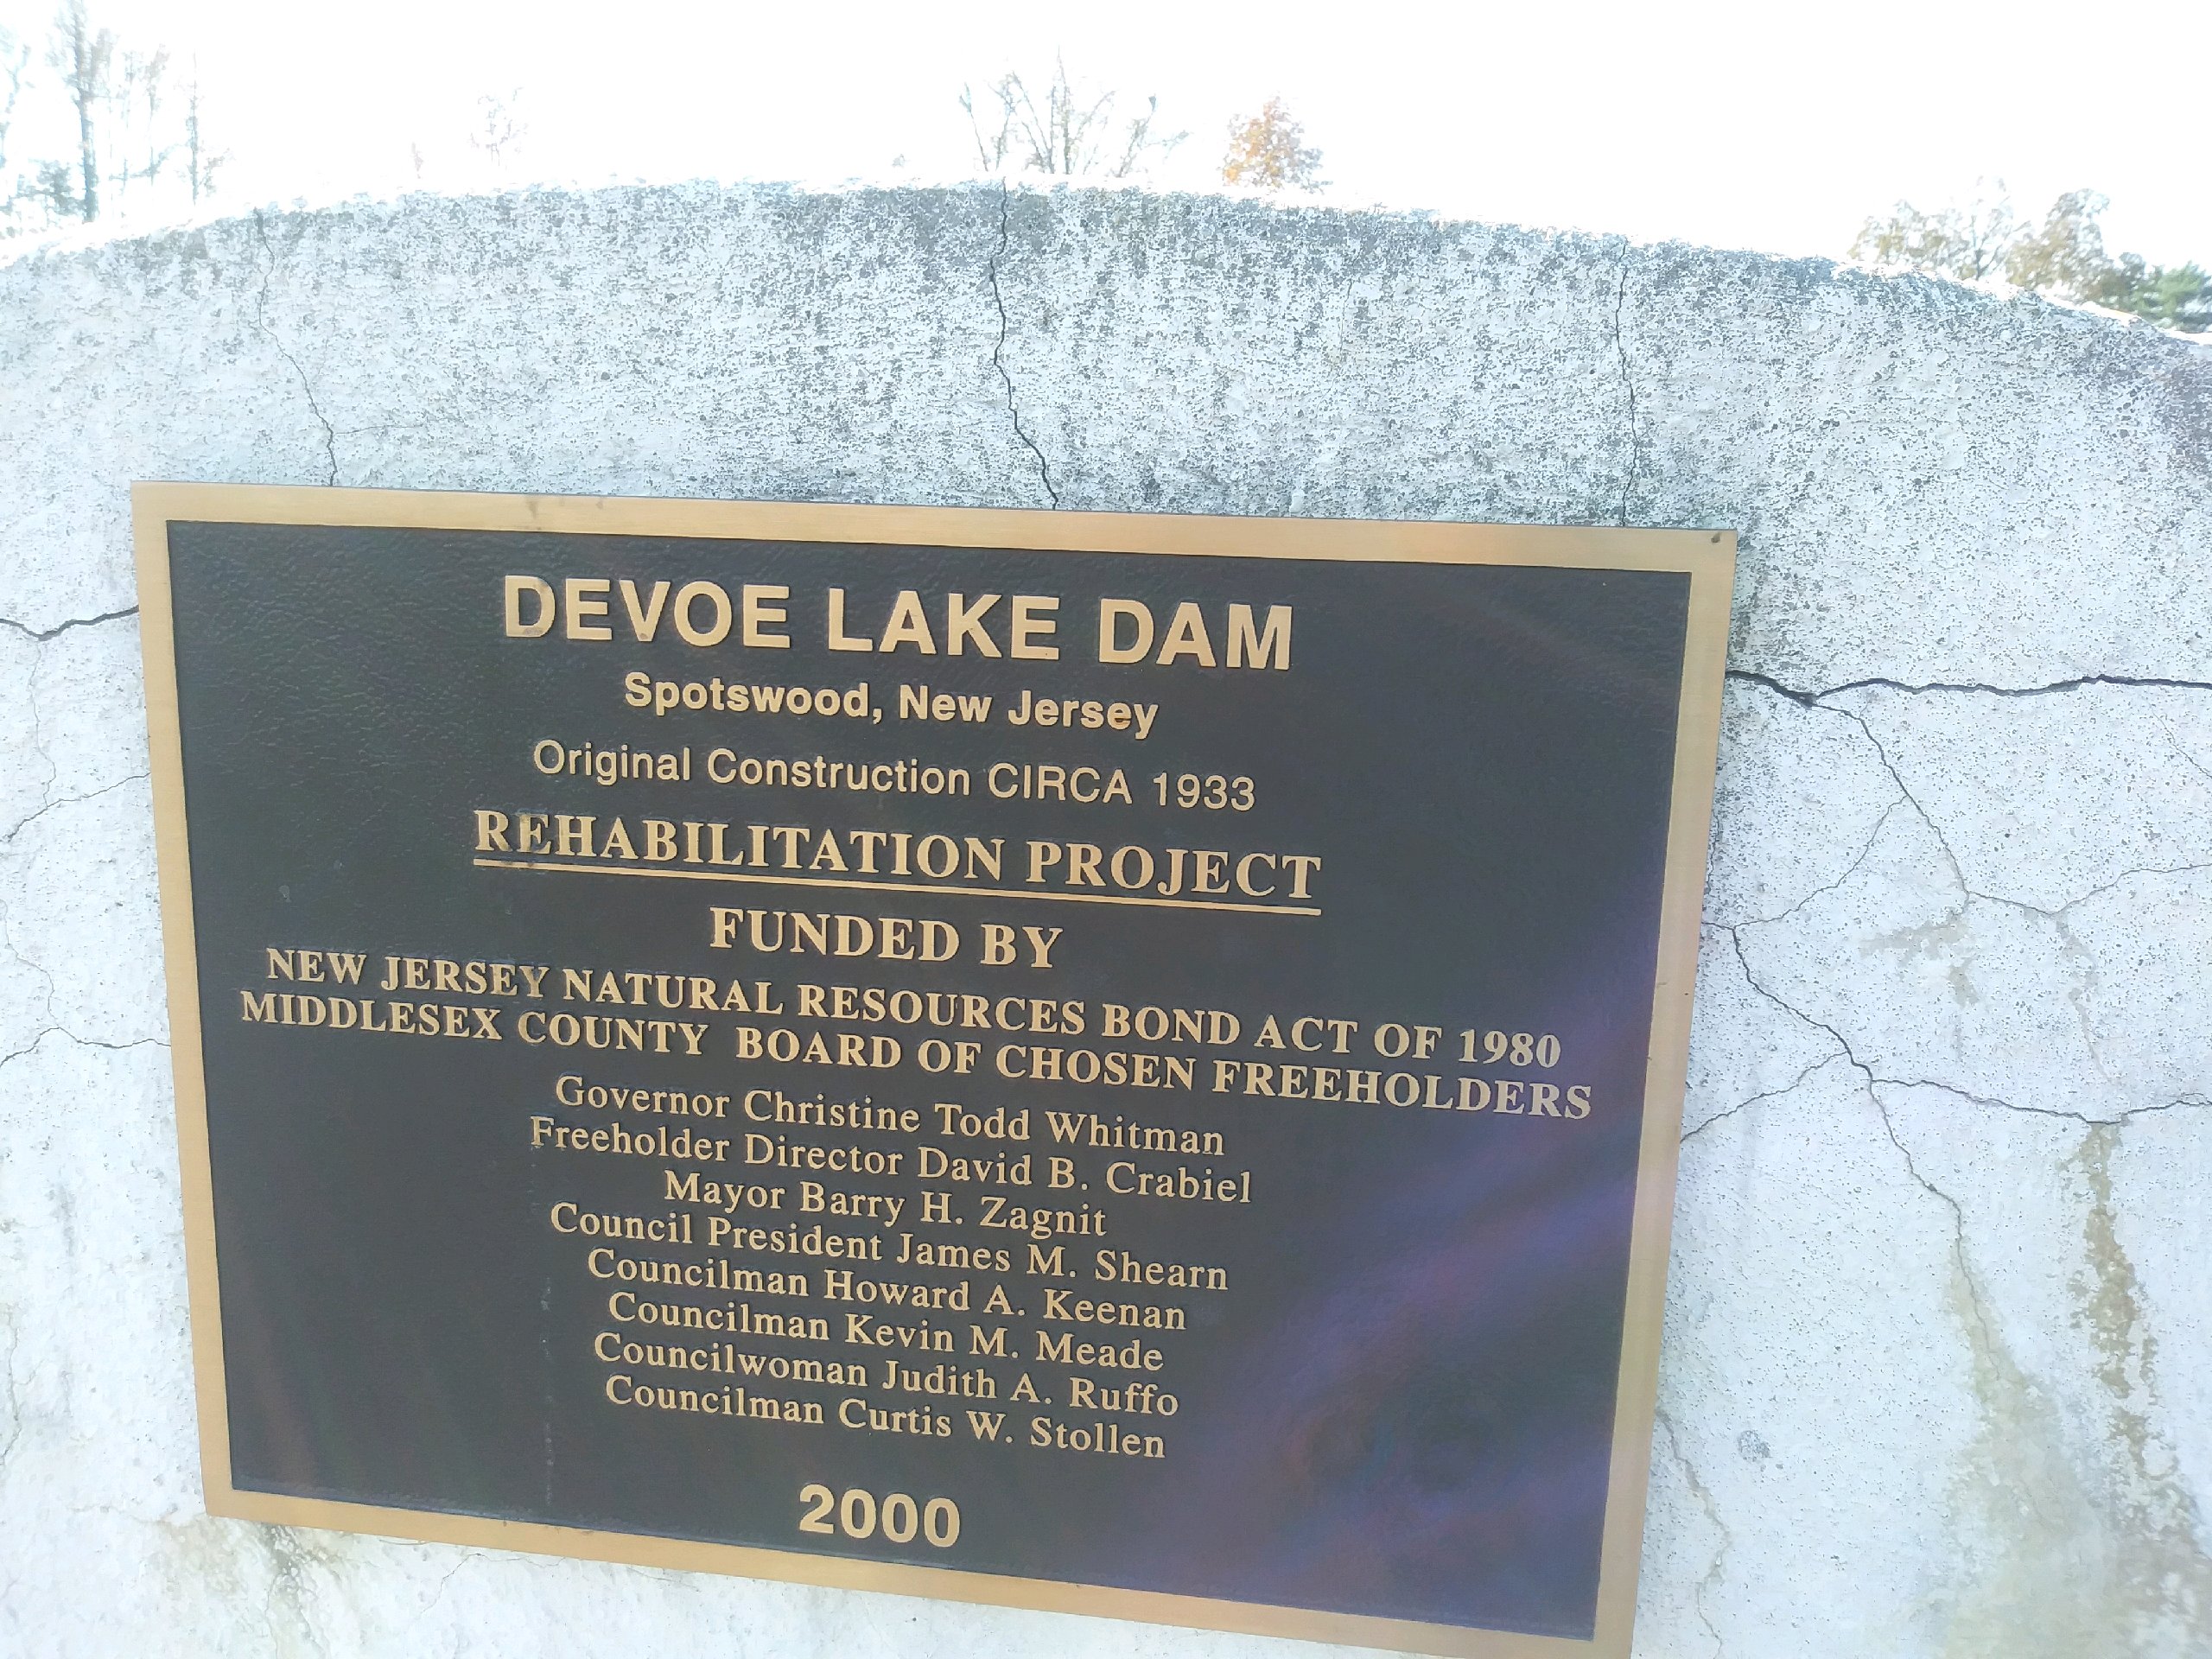 DEVOE LAKE DAM
Spotswood, New Jersey
Original Construction CIRCA 1933
REHABILITATION PROJECT
FUNDED BY
NEW JERSEY NATURAL RESOURCES BOND ACT OF 1980
MIDDLESEX COUNTY BOARD OF CHOSEN FREEHOLDERS
Governor Christine Todd Whitman
Freeholder Director David B. Crabiel
Mayor Barry H. Zagnit
Council President James M. Shearn
Councilman Howard A. Keenan
Councilman Kevin M. Meade
Councilwoman Judith A. Ruffo
Councilman Curtis W. Stollen
2000